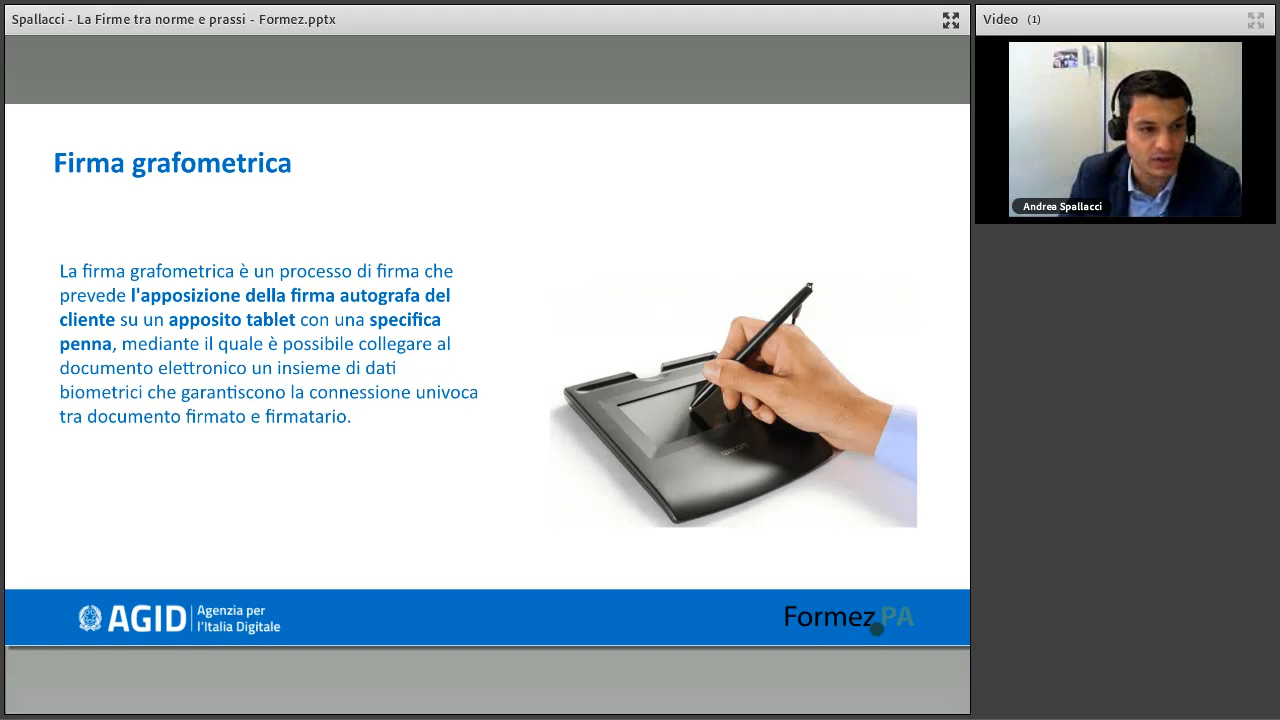 Spallacci - La Firme tra norme e prassi - Formez.pptx
Video (1)
Andrea Spallacci
Firma grafometrica
La firma grafometrica è un processo di firma che
prevede l'apposizione della firma autografa del
cliente su un apposito tablet con una specifica
penna, mediante il quale è possibile collegare al
documento elettronico un insieme di dati
biometrici che garantiscono la connessione univoca
tra documento firmato e firmatario.
wacom
AGID Agenzia per
l'Italia Digitale
Formez PA